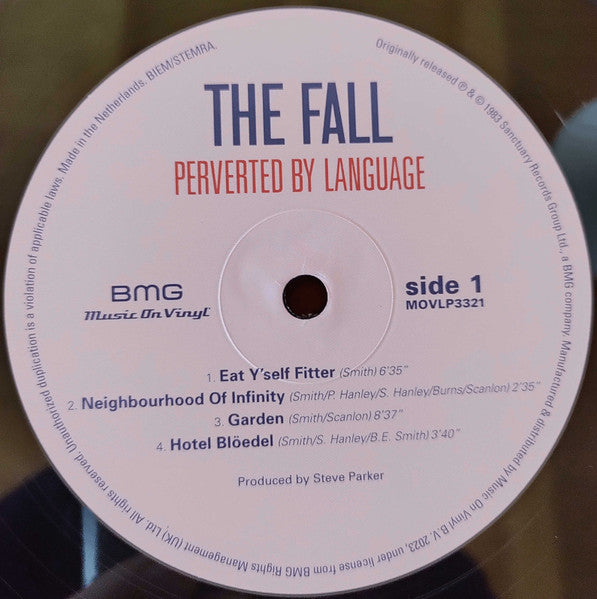 THE FALL
PERVERTED BY LANGUAGE
BMG
Music On Vinyl
side 1
MOVLP3321
1. Eat Y'self Fitter (Smith) 6'35"
2. Neighbourhood Of Infinity (Smith/P. Hanley/S. Hanley/Burns/Scanlon) 2'35"
3. Garden (Smith/Scanlon) 8'37"
4. Hotel Blöedel (Smith/S. Hanley/B.E. Smith) 3'40"
Produced by Steve Parker
Originally released ℗ & © 1983 Sanctuary Records Group Ltd., a BMG company. Manufactured & distributed by Music On Vinyl B.V. 2023, under license from BMG Rights Management (UK) Ltd. All rights reserved. Unauthorized duplication is a violation of applicable laws. Made in the Netherlands. BIEM/STEMRA.